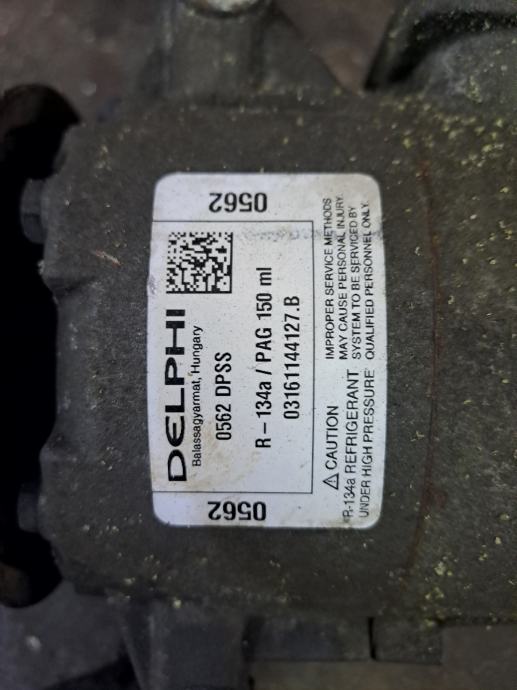 0562
DELPHI
Balassagyarmat, Hungary
0562 DPSS
R-134a / PAG 150 ml
03161144127.B
⚠ CAUTION
R-134a REFRIGERANT
UNDER HIGH PRESSURE
IMPROPER SERVICE METHODS
MAY CAUSE PERSONAL INJURY.
SYSTEM TO BE SERVICED BY
QUALIFIED PERSONNEL ONLY.
0562